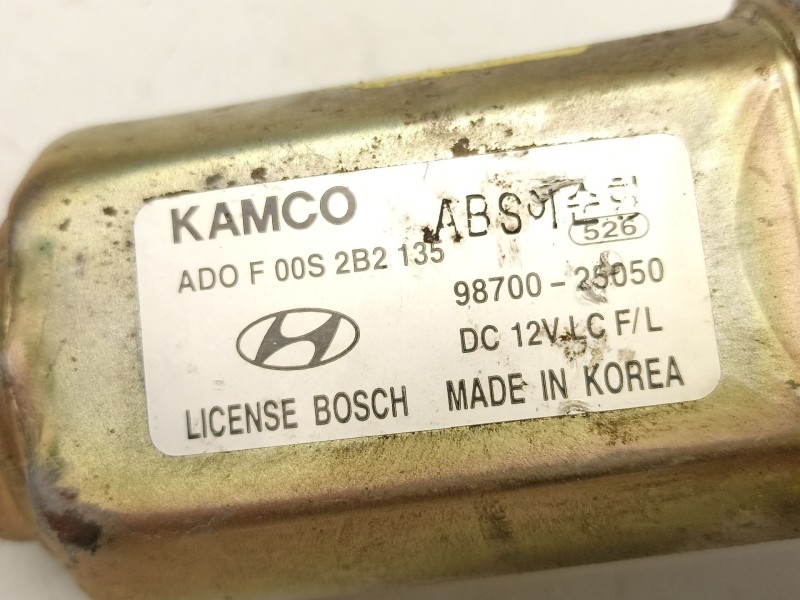 KAMCO
ABS
526
ADO F 00S 2B2 135
98700-25050
DC 12V LC F/L
LICENSE BOSCH MADE IN KOREA